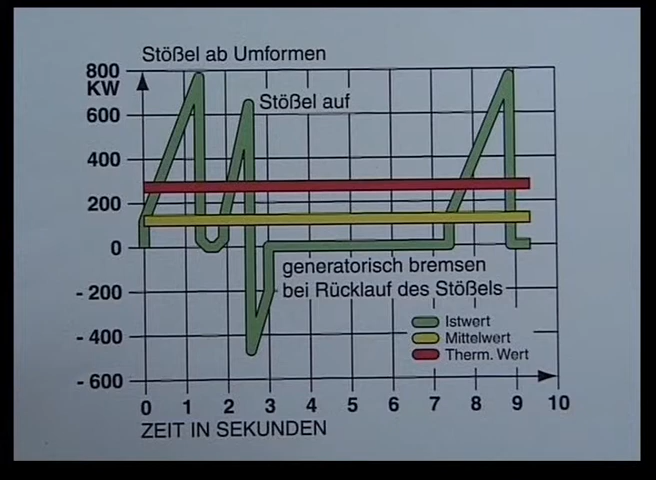 Stößel ab Umformen
800
KW
Stößel auf
600
400
200
0
generatorisch bremsen
bei Rücklauf des Stößels
- 200
- 400
- 600
Istwert
Mittelwert
Therm. Wert
0 1 2 3 4 5 6 7 8 9 10
ZEIT IN SEKUNDEN